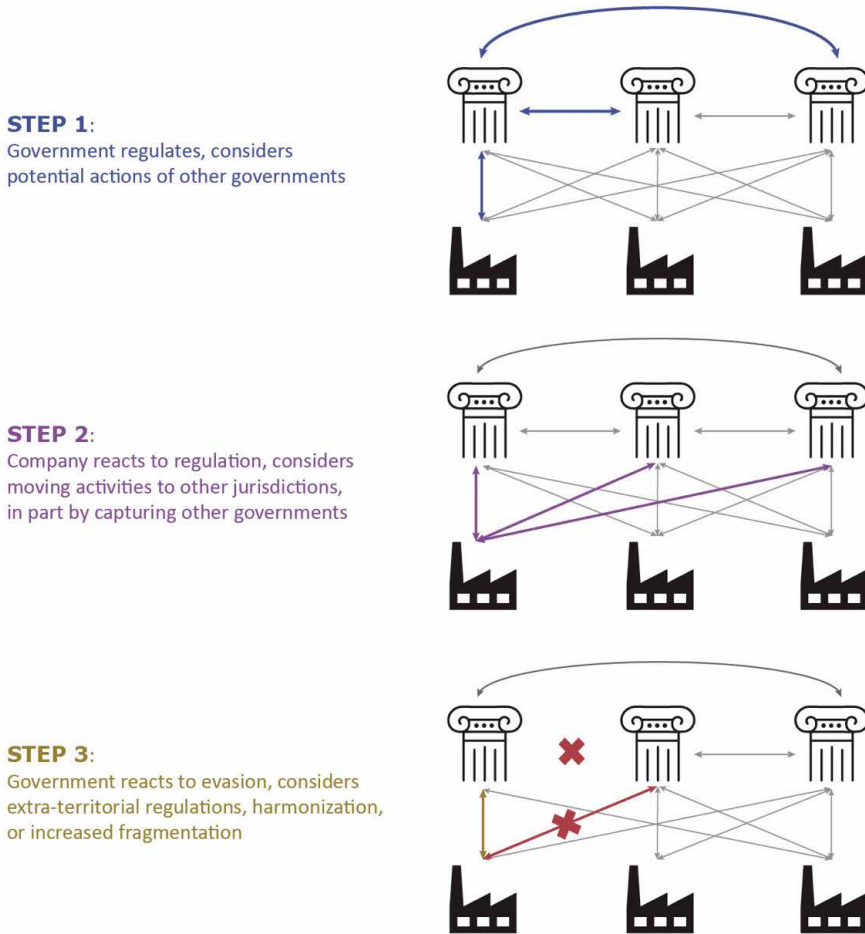 STEP 1:
Government regulates, considers
potential actions of other governments
STEP 2:
Company reacts to regulation, considers
moving activities to other jurisdictions,
in part by capturing other governments
STEP 3:
Government reacts to evasion, considers
extra-territorial regulations, harmonization,
or increased fragmentation